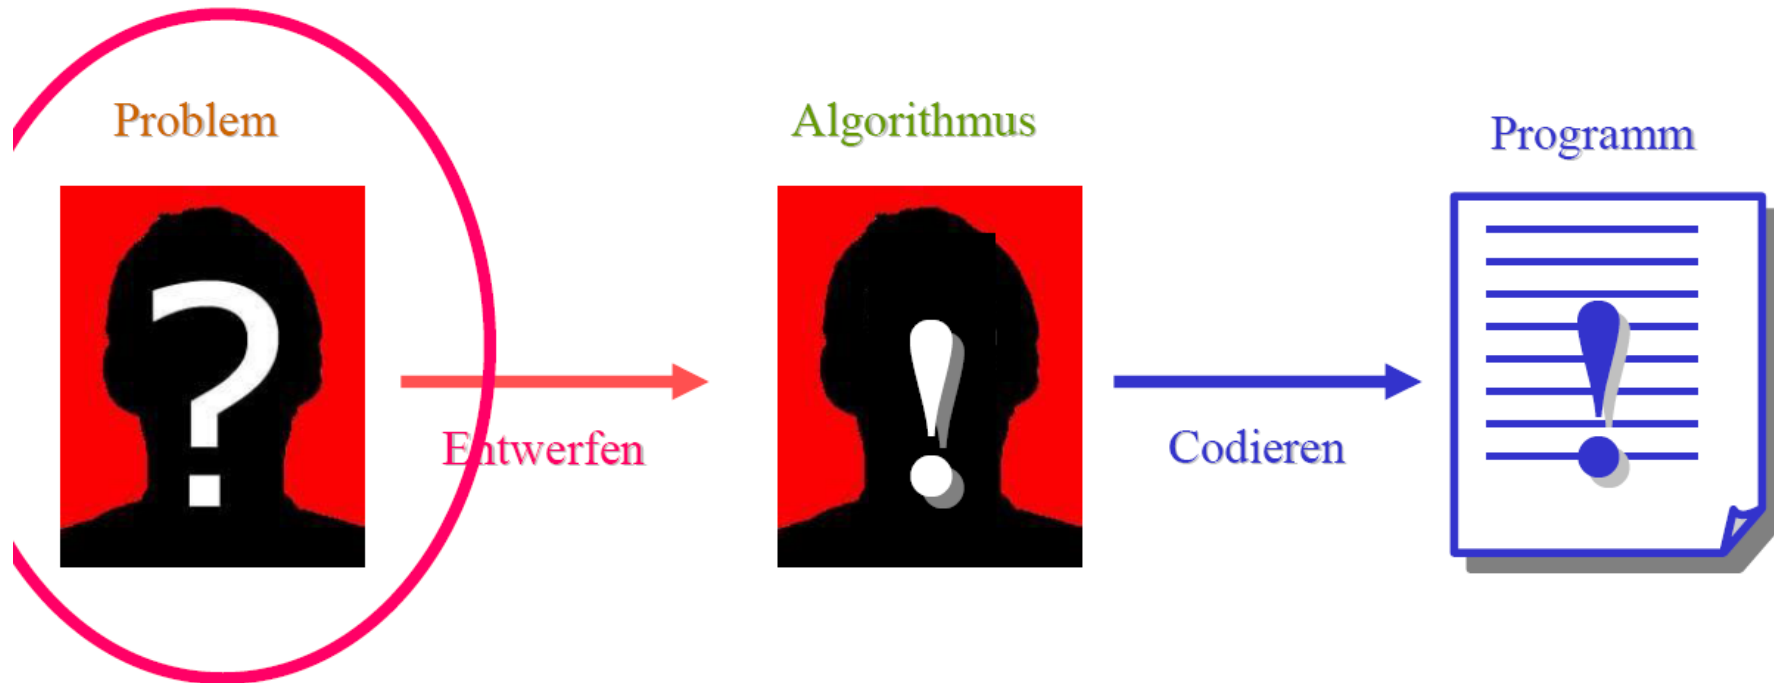 Problem
Algorithmus
Programm
?
!
!
Entwerfen
Codieren